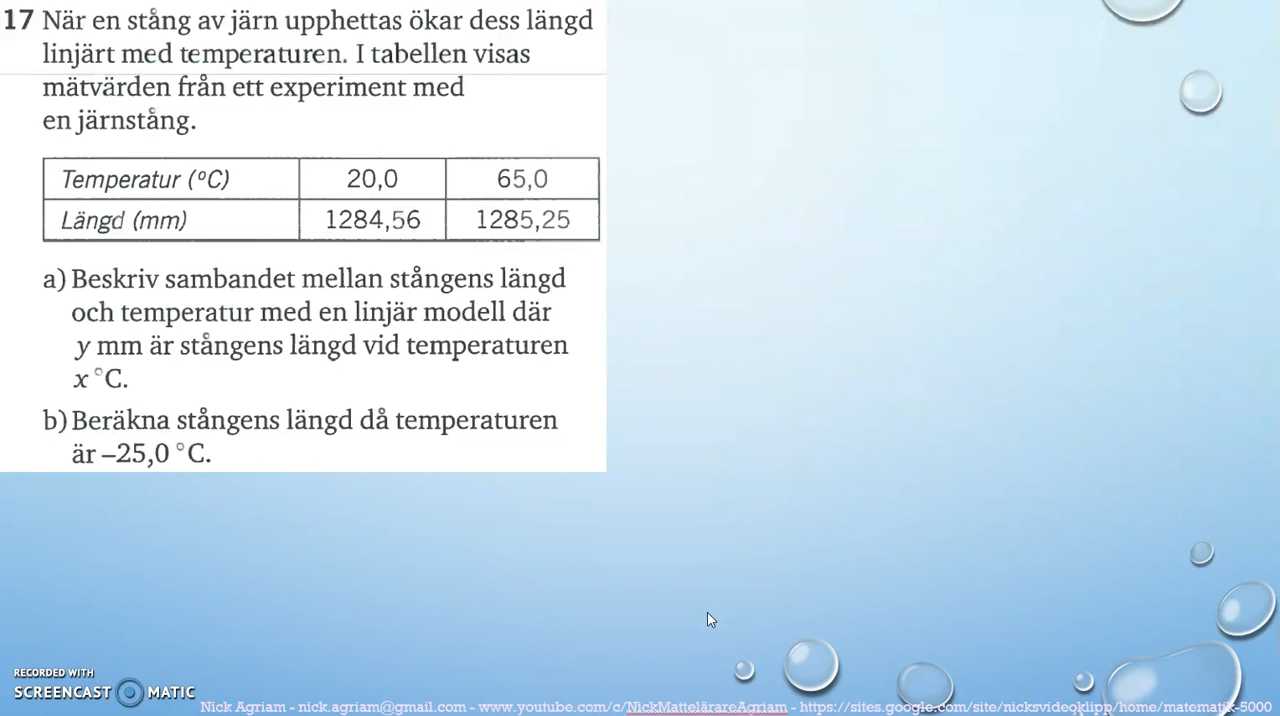 17 När en stång av järn upphettas ökar dess längd
linjärt med temperaturen. I tabellen visas
mätvärden från ett experiment med
en järnstång.
Temperatur (°C) 20,0 65,0
Längd (mm) 1284,56 1285,25
a) Beskriv sambandet mellan stångens längd
och temperatur med en linjär modell där
y mm är stångens längd vid temperaturen
x °C.
b) Beräkna stångens längd då temperaturen
är –25,0 °C.
RECORDED WITH
SCREENCAST MATIC
Nick Agriam - nick.agriam@gmail.com - www.youtube.com/c/NickMattelärareAgriam - https://sites.google.com/site/nicksvideoklipp/home/matematik-5000